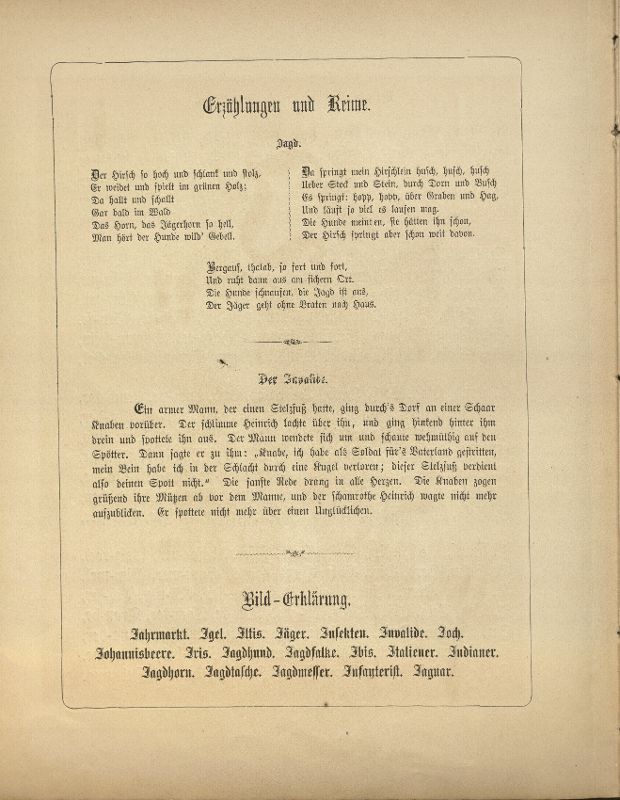 Erzählungen und Reime.
Jagd.
Der Hirsch so hoch und schlank und stolz,
Er weidet und spielt im grünen Holz;
Da hallt und schallt
Gar bald im Wald
Das Horn, das Jägerhorn so hell,
Man hört der Hunde wild' Gebell.
Da springt mein Hirschlein husch, husch, husch
Ueber Stock und Stein, durch Dorn und Busch
Es springt: hopp, hopp, über Graben und Hag,
Und läuft so viel es laufen mag.
Die Hunde meinten, sie hätten ihn schon,
Der Hirsch springt aber schon weit davon.
Bergauf, thalab, so fort und fort,
Und ruht dann aus am sichern Ort.
Die Hunde schnaufen, die Jagd ist aus,
Der Jäger geht ohne Braten nach Haus.
Der Invalide.
Ein armer Mann, der einen Stelzfuß hatte, ging durch's Dorf an einer Schaar
Knaben vorüber. Der schlimme Heinrich lachte über ihn, und ging hinkend hinter ihm
drein und spottete ihn aus. Der Mann wendete sich um und schaute wehmüthig auf den
Spötter. Dann sagte er zu ihm: „Knabe, ich habe als Soldat für's Vaterland gestritten,
mein Bein habe ich in der Schlacht durch eine Kugel verloren; dieser Stelzfuß verdient
also deinen Spott nicht.“ Die sanfte Rede drang in alle Herzen. Die Knaben zogen
grüßend ihre Mützen ab vor dem Manne, und der schamrothe Heinrich wagte nicht mehr
aufzublicken. Er spottete nicht mehr über einen Unglücklichen.
Bild-Erklärung.
Jahrmarkt. Igel. Iltis. Jäger. Insekten. Invalide. Joch.
Johannisbeere. Iris. Jagdhund. Jagdfalke. Ibis. Italiener. Indianer.
Jagdhorn. Jagdtasche. Jagdmesser. Infanterist. Jaguar.